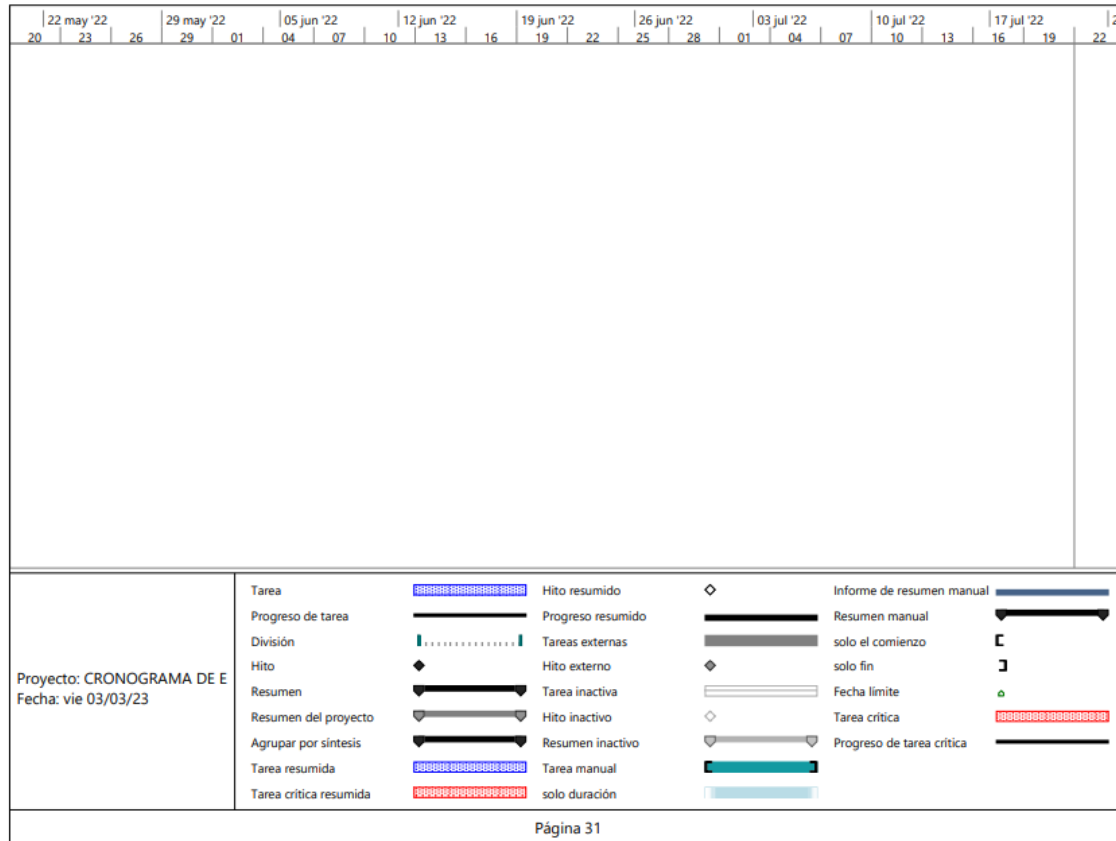 22 may '22 29 may '22 05 jun '22 12 jun '22 19 jun '22 26 jun '22 03 jul '22 10 jul '22 17 jul '22 2
20 23 26 29 01 04 07 10 13 16 19 22 25 28 01 04 07 10 13 16 19 22
Proyecto: CRONOGRAMA DE E
Fecha: vie 03/03/23
Tarea
Progreso de tarea
División
Hito
Resumen
Resumen del proyecto
Agrupar por síntesis
Tarea resumida
Tarea crítica resumida
Hito resumido
Progreso resumido
Tareas externas
Hito externo
Tarea inactiva
Hito inactivo
Resumen inactivo
Tarea manual
solo duración
Informe de resumen manual
Resumen manual
solo el comienzo
solo fin
Fecha límite
Tarea crítica
Progreso de tarea crítica
Página 31